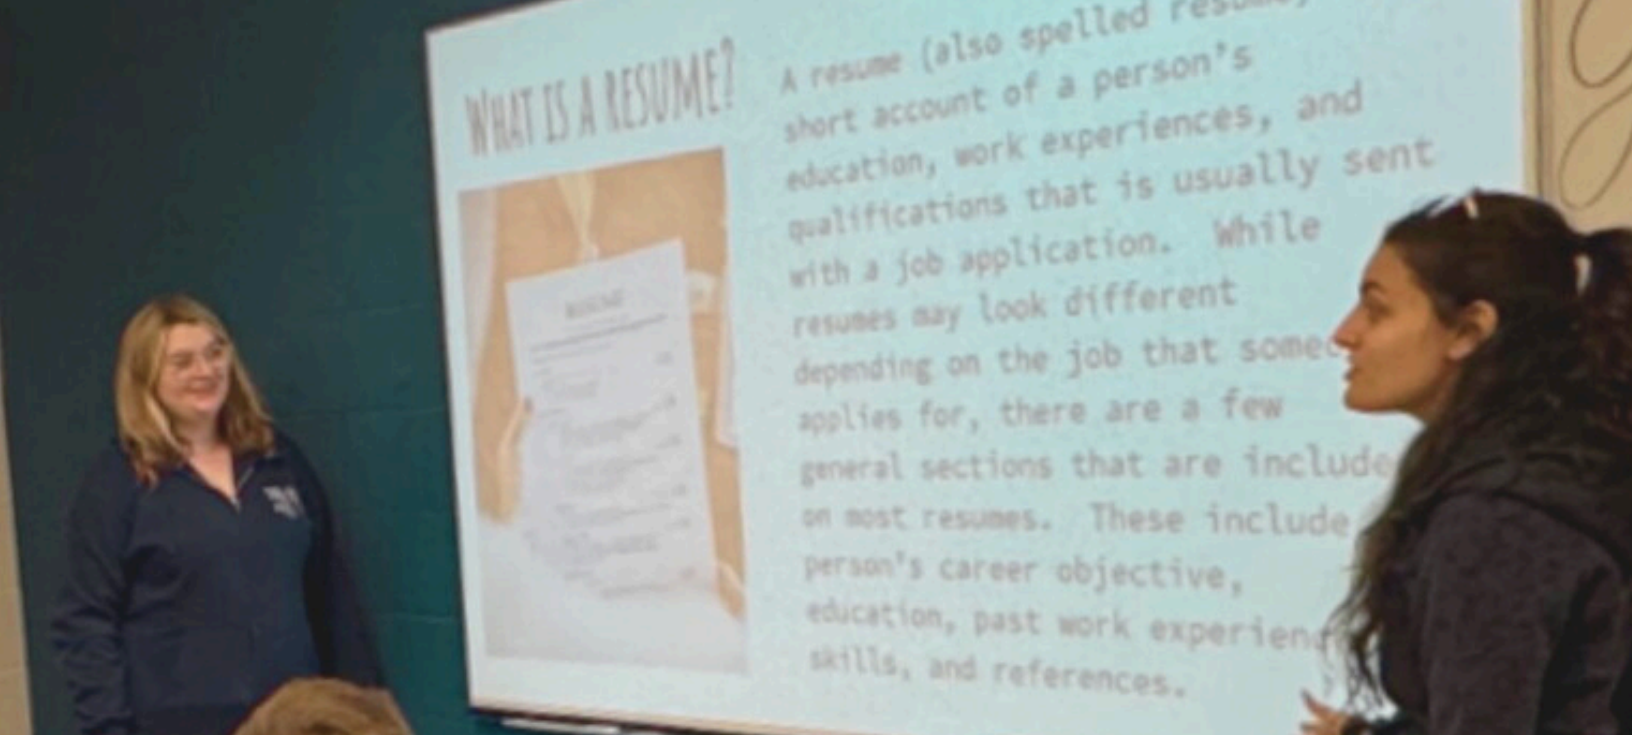 WHAT IS A RESUME?
A resume (also spelled
short account of a person's
education, work experiences, and
qualifications that is usually sent
with a job application. While
resumes may look different
depending on the job that
applies for, there are a few
general sections that are include
on most resumes. These include
person's career objective,
education, past work experien
skills, and references.
RESUME